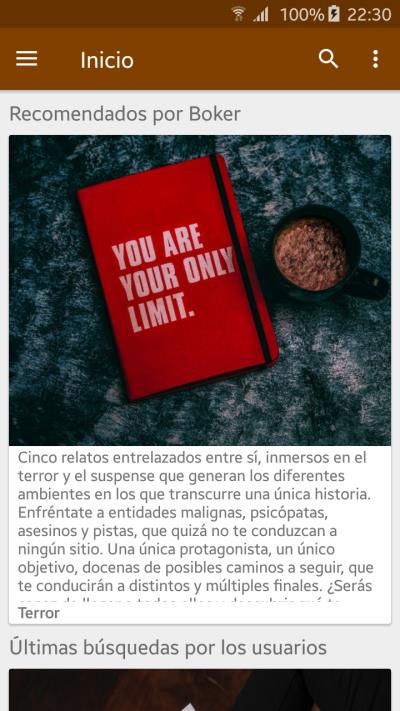 100% 22:30
Inicio
Recomendados por Boker
YOU ARE
YOUR ONLY
LIMIT.
Cinco relatos entrelazados entre sí, inmersos en el
terror y el suspense que generan los diferentes
ambientes en los que transcurre una única historia.
Enfréntate a entidades malignas, psicópatas,
asesinos y pistas, que quizá no te conduzcan a
ningún sitio. Una única protagonista, un único
objetivo, docenas de posibles caminos a seguir, que
te conducirán a distintos y múltiples finales. ¿Serás
Terror
Últimas búsquedas por los usuarios